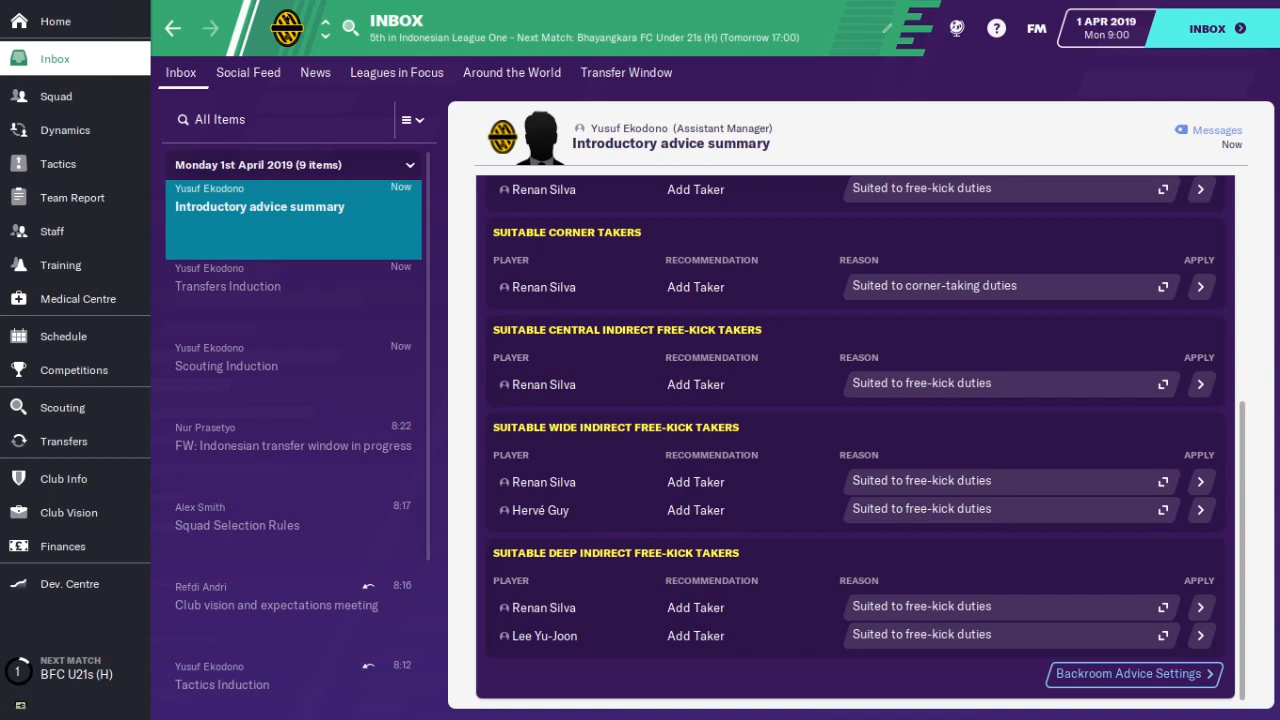 Home
Inbox
Squad
Dynamics
Tactics
Team Report
Staff
Training
Medical Centre
Schedule
Competitions
Scouting
Transfers
Club Info
Club Vision
Finances
Dev. Centre
1
NEXT MATCH
BFC U21s (H)
INBOX
5th in Indonesian League One - Next Match: Bhayangkara FC Under 21s (H) (Tomorrow 17:00)
?
FM
1 APR 2019
Mon 9:00
INBOX
Inbox Social Feed News Leagues in Focus Around the World Transfer Window
All Items
Monday 1st April 2019 (9 items)
Yusuf Ekodono Now
Introductory advice summary
Yusuf Ekodono Now
Transfers Induction
Yusuf Ekodono Now
Scouting Induction
Nur Prasetyo 8:22
FW: Indonesian transfer window in progress
Alex Smith 8:17
Squad Selection Rules
Refdi Andri 8:16
Club vision and expectations meeting
Yusuf Ekodono 8:12
Tactics Induction
Yusuf Ekodono (Assistant Manager)
Introductory advice summary
Messages
Now
Renan Silva Add Taker Suited to free-kick duties
SUITABLE CORNER TAKERS
PLAYER RECOMMENDATION REASON APPLY
Renan Silva Add Taker Suited to corner-taking duties
SUITABLE CENTRAL INDIRECT FREE-KICK TAKERS
PLAYER RECOMMENDATION REASON APPLY
Renan Silva Add Taker Suited to free-kick duties
SUITABLE WIDE INDIRECT FREE-KICK TAKERS
PLAYER RECOMMENDATION REASON APPLY
Renan Silva Add Taker Suited to free-kick duties
Hervé Guy Add Taker Suited to free-kick duties
SUITABLE DEEP INDIRECT FREE-KICK TAKERS
PLAYER RECOMMENDATION REASON APPLY
Renan Silva Add Taker Suited to free-kick duties
Lee Yu-Joon Add Taker Suited to free-kick duties
Backroom Advice Settings